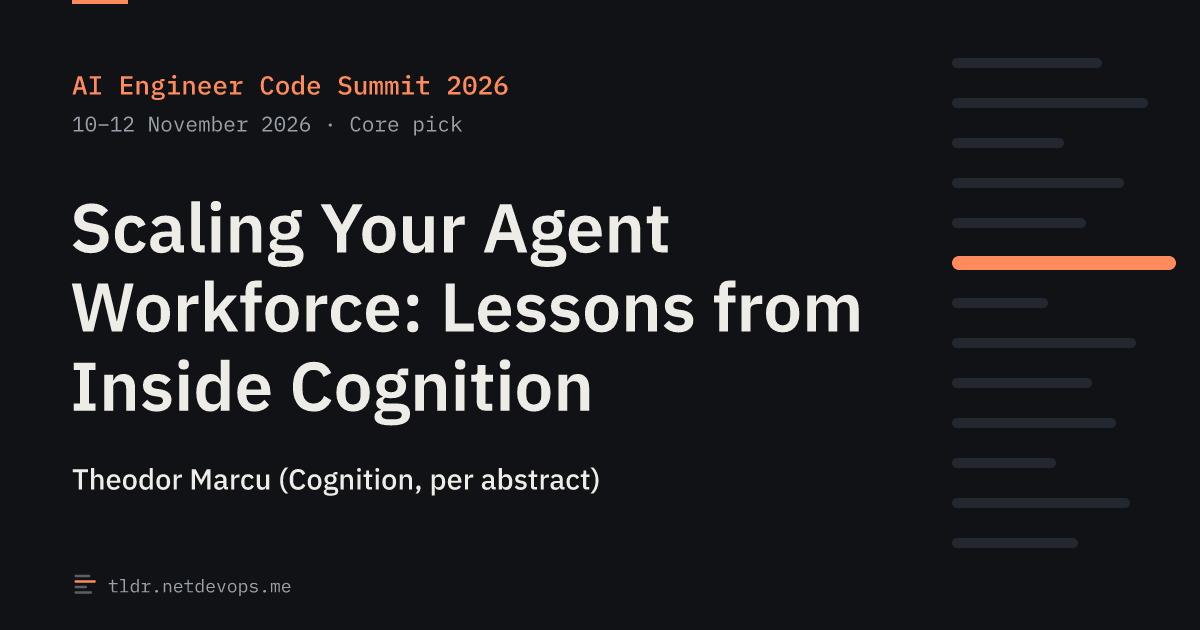 AI Engineer Code Summit 2026
10–12 November 2026 · Core pick
Scaling Your Agent
Workforce: Lessons from
Inside Cognition
Theodor Marcu (Cognition, per abstract)
tldr.netdevops.me